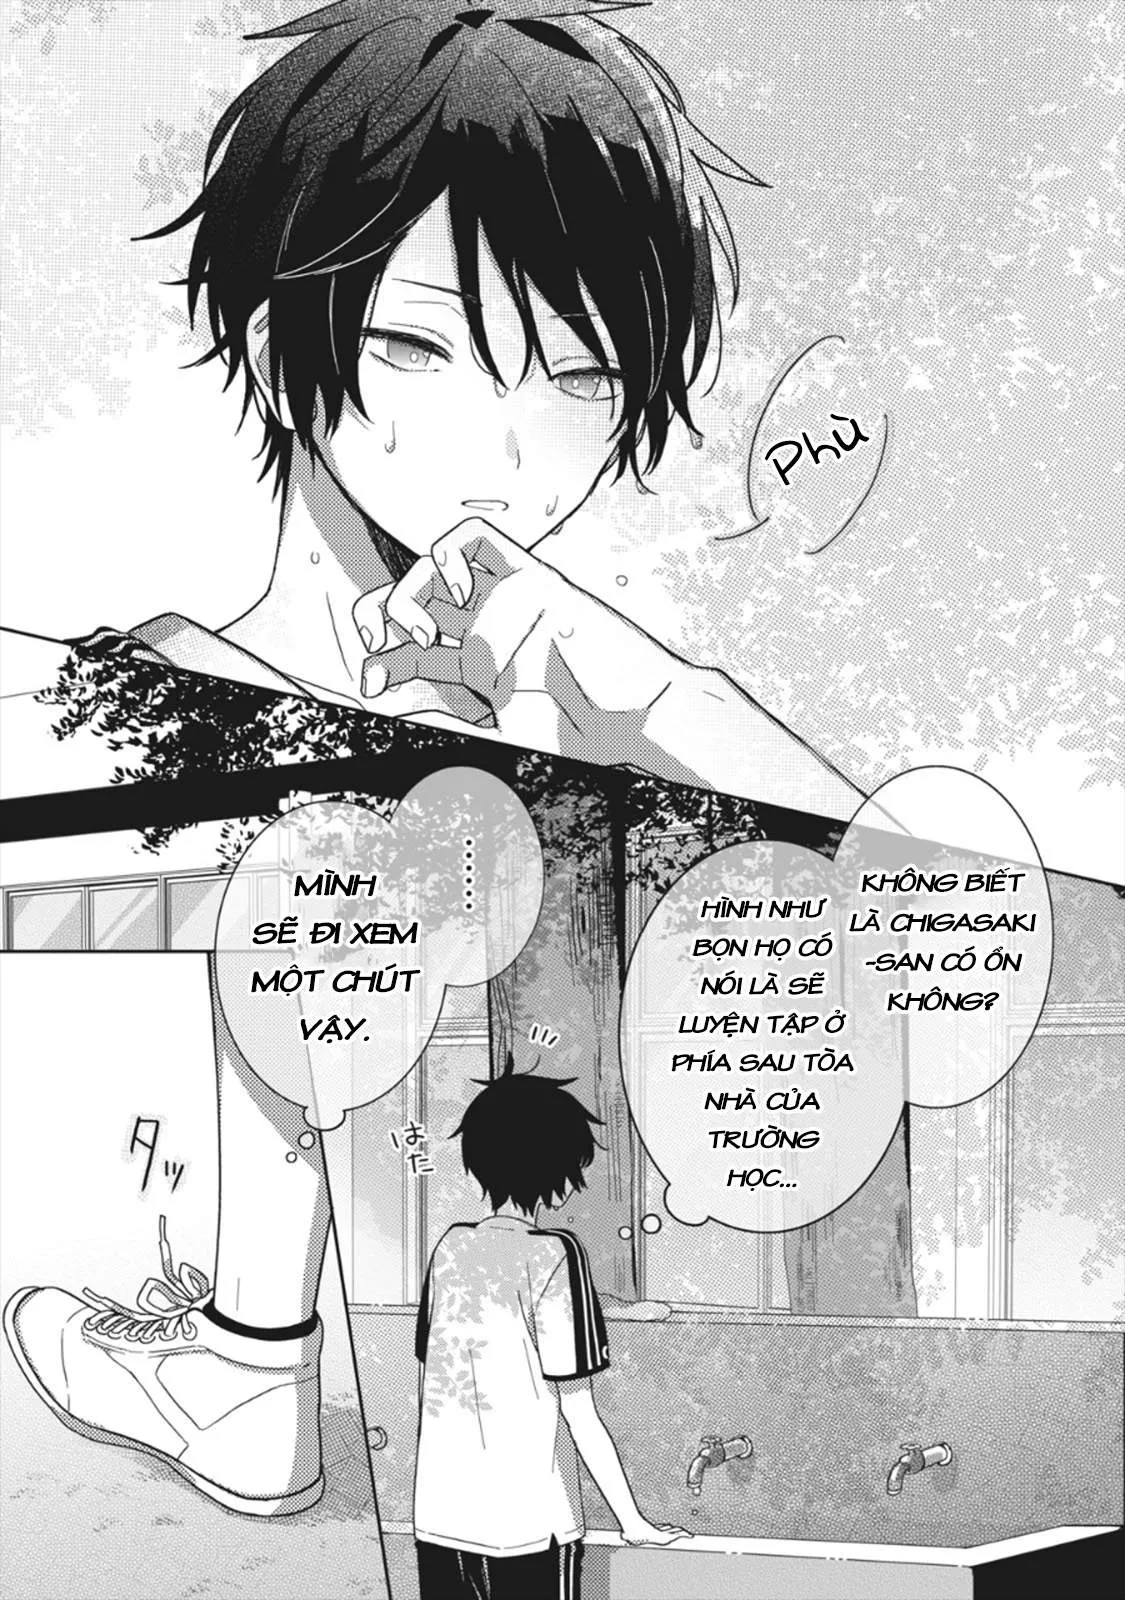 Phù
KHÔNG BIẾT
LÀ CHIGASAKI
-SAN CÓ ỔN
KHÔNG?
HÌNH NHƯ
BỌN HỌ CÓ
NÓI LÀ SẼ
LUYỆN TẬP Ở
PHÍA SAU TÒA
NHÀ CỦA
TRƯỜNG
HỌC...
........
MÌNH
SẼ ĐI XEM
MỘT CHÚT
VẬY.
はた
タッ